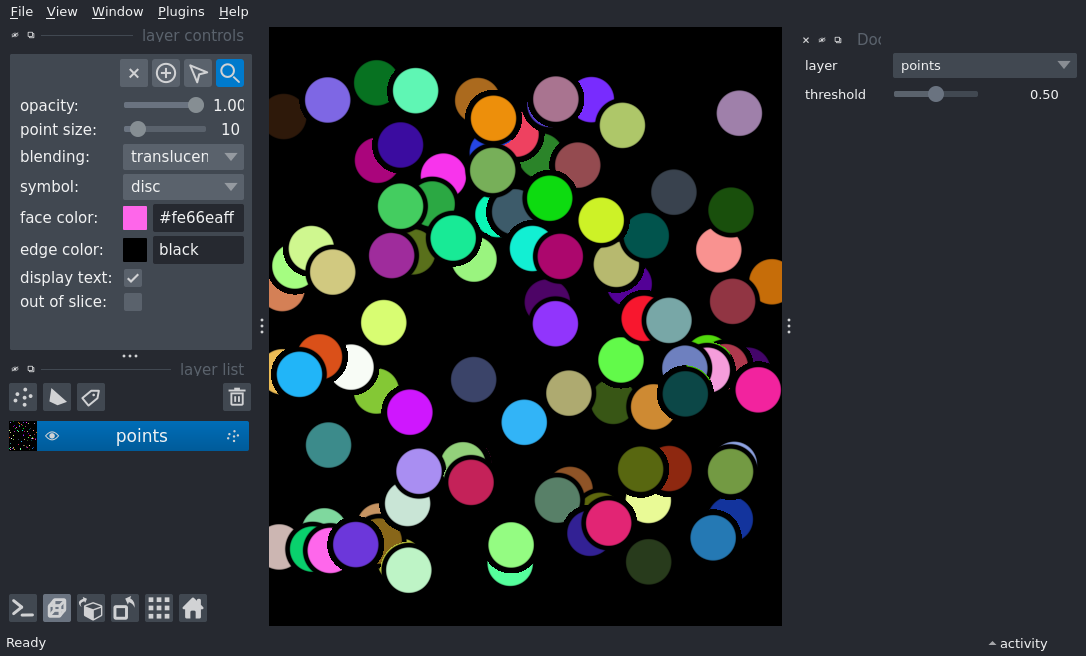 File View Window Plugins Help
layer controls
opacity: 1.00
point size: 10
blending: translucen
symbol: disc
face color: #fe66eaff
edge color: black
display text:
out of slice:
layer list
points
Doc
layer points
threshold 0.50
Ready
activity